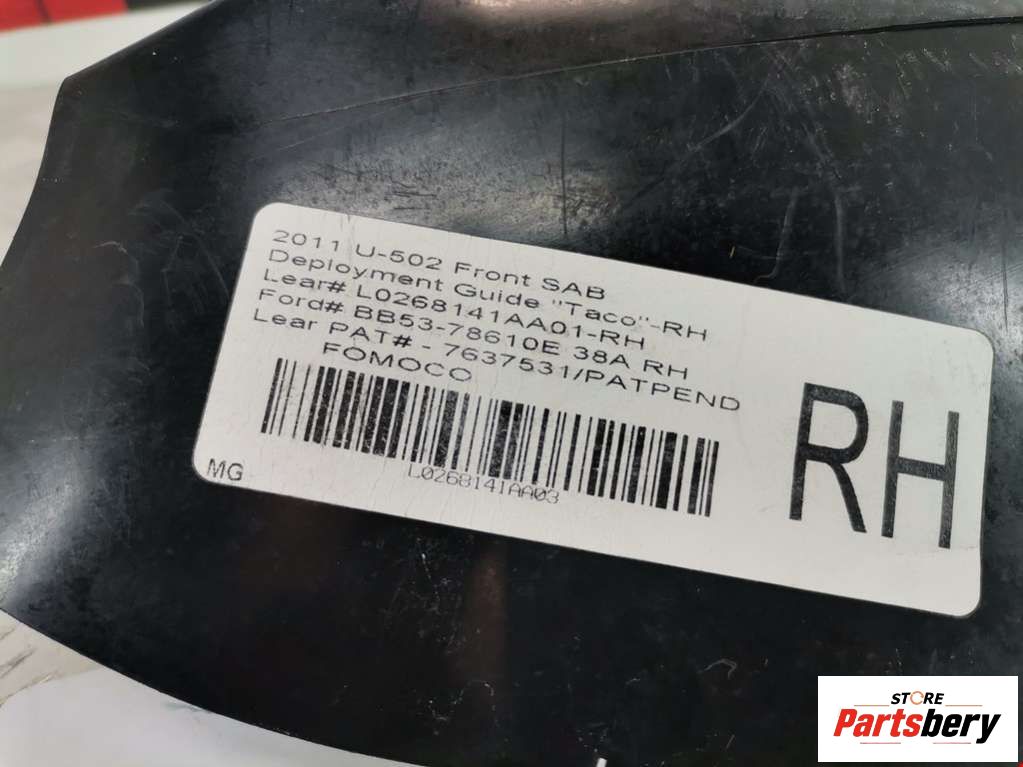 2011 U-502 Front SAB
Deployment Guide "Taco"-RH
Lear# L0268141AA01-RH
Ford# BB53-78610E 38A RH
Lear PAT# - 7637531/PATPEND
FOMOCO
L0268141AA03
MG
RH
STORE
Partsbery